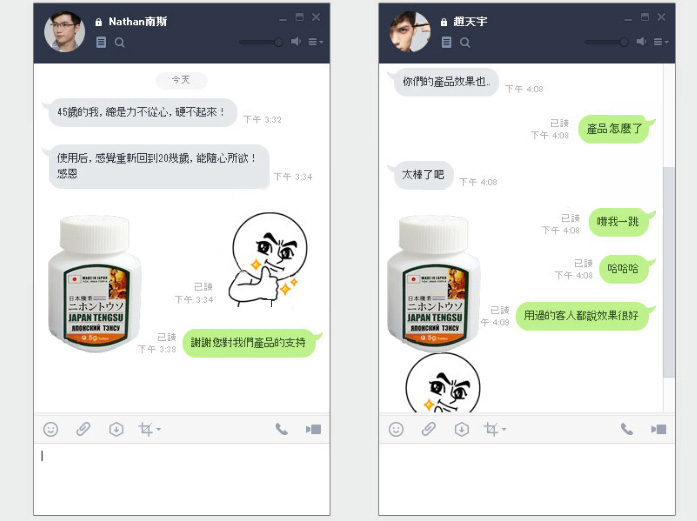 Nathan南斯
今天
45歲的我, 總是力不從心, 硬不起來！
下午 3:32
使用后, 感覺重新回到20幾歲, 能隨心所欲！
感恩
下午 3:34
已讀
下午 3:34
MADE IN JAPAN
日本機素
ニホントウソ
JAPAN TENGSU
ЯПОНСКИЙ ТЭНСУ
9.5g
已讀
下午 3:38
謝謝您對我們產品的支持
趙天宇
你們的產品效果也..
下午 4:08
已讀
下午 4:08
產品怎麼了
太棒了吧
下午 4:08
已讀
下午 4:08
嚇我一跳
已讀
下午 4:08
哈哈哈
MADE IN JAPAN
日本機素
ニホントウソ
JAPAN TENGSU
ЯПОНСКИЙ ТЭНСУ
9.5g
已讀
午 4:09
用過的客人都說效果很好